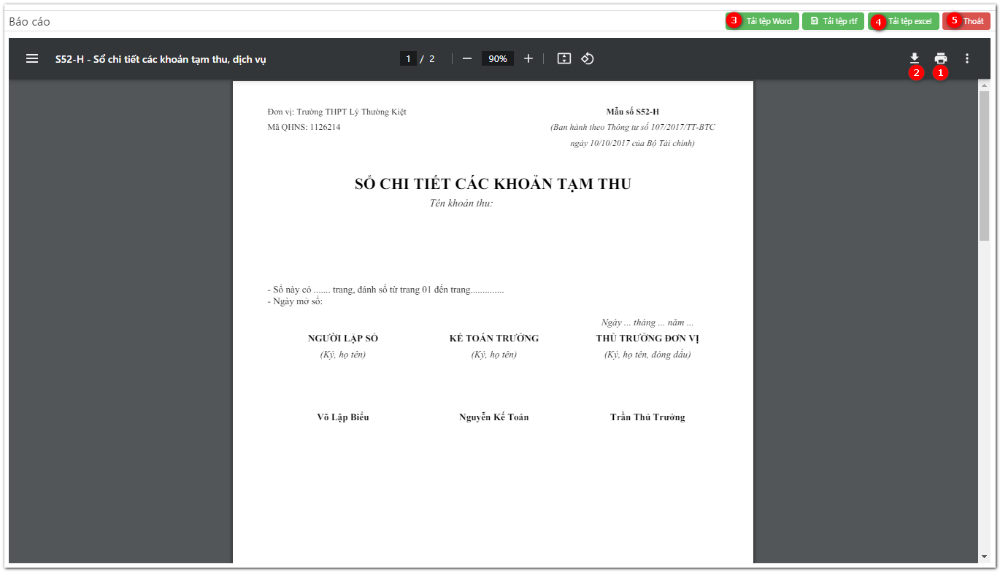 Báo cáo
3 Tải tệp Word
Tải tệp rtf
4 Tải tệp excel
5 Thoát
S52-H - Sổ chi tiết các khoản tạm thu, dịch vụ
1 / 2
90%
2
1
Đơn vị: Trường THPT Lý Thường Kiệt
Mẫu số S52-H
Mã QHNS: 1126214
(Ban hành theo Thông tư số 107/2017/TT-BTC
ngày 10/10/2017 của Bộ Tài chính)
SỔ CHI TIẾT CÁC KHOẢN TẠM THU
Tên khoản thu:
- Sổ này có ....... trang, đánh số từ trang 01 đến trang..............
- Ngày mở sổ:
Ngày ... tháng ... năm ...
NGƯỜI LẬP SỔ
KẾ TOÁN TRƯỞNG
THỦ TRƯỞNG ĐƠN VỊ
(Ký, họ tên)
(Ký, họ tên)
(Ký, họ tên, đóng dấu)
Võ Lập Biểu
Nguyễn Kế Toán
Trần Thủ Trưởng